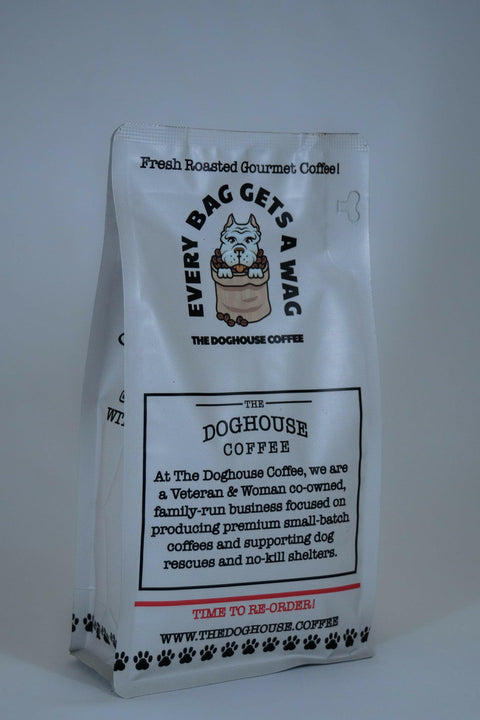 Fresh Roasted Gourmet Coffee!
EVERY BAG GETS A WAG
THE DOGHOUSE COFFEE
THE
DOGHOUSE
COFFEE
At The Doghouse Coffee, we are
a Veteran & Woman co-owned,
family-run business focused on
producing premium small-batch
coffees and supporting dog
rescues and no-kill shelters.
TIME TO RE-ORDER!
WWW.THEDOGHOUSE.COFFEE